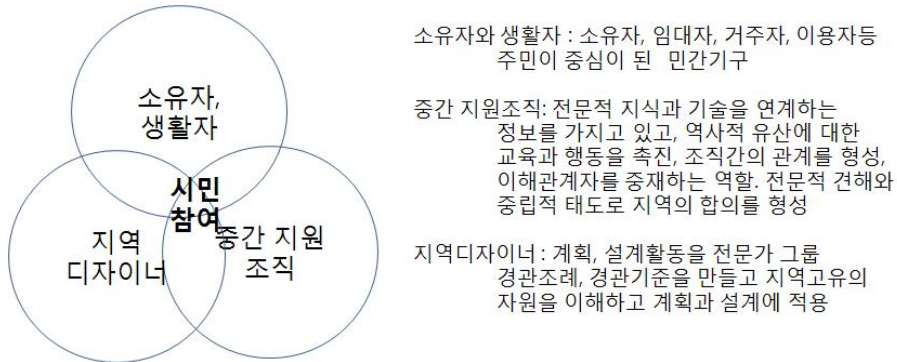 소유자,
생활자
시민
참여
지역
디자이너
중간 지원
조직
소유자와 생활자 : 소유자, 임대자, 거주자, 이용자등
주민이 중심이 된 민간기구
중간 지원조직: 전문적 지식과 기술을 연계하는
정보를 가지고 있고, 역사적 유산에 대한
교육과 행동을 촉진, 조직간의 관계를 형성,
이해관계자를 중재하는 역할. 전문적 견해와
중립적 태도로 지역의 합의를 형성
지역디자이너 : 계획, 설계활동을 전문가 그룹
경관조례, 경관기준을 만들고 지역고유의
자원을 이해하고 계획과 설계에 적용